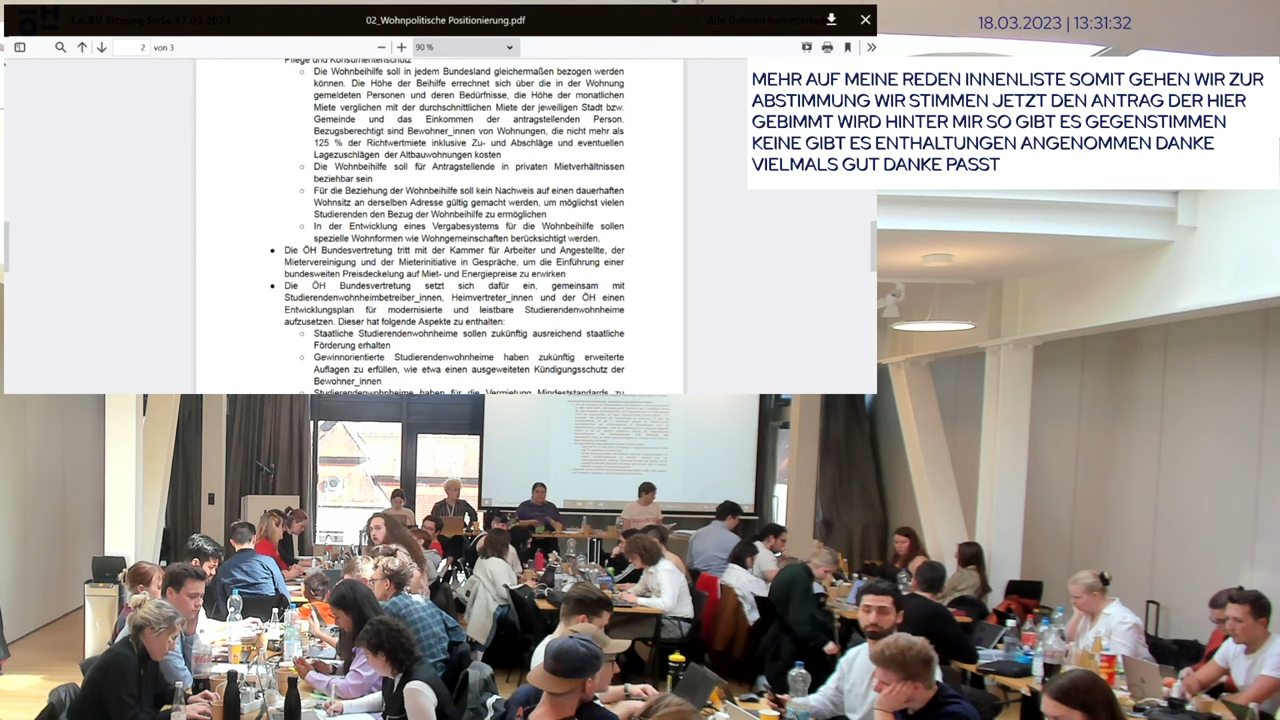 1.o BV Sitzung SoSe 17.03.2023
02_Wohnpolitische Positionierung.pdf
Alle Dateien herunterladen
18.03.2023 | 13:31:32
2 von 3
90 %
Pflege und Konsumentenschutz
○ Die Wohnbeihilfe soll in jedem Bundesland gleichermaßen bezogen werden
können. Die Höhe der Beihilfe errechnet sich über die in der Wohnung
gemeldeten Personen und deren Bedürfnisse, die Höhe der monatlichen
Miete verglichen mit der durchschnittlichen Miete der jeweiligen Stadt bzw.
Gemeinde und das Einkommen der antragstellenden Person.
Bezugsberechtigt sind Bewohner_innen von Wohnungen, die nicht mehr als
125 % der Richtwertmiete inklusive Zu- und Abschläge und eventuellen
Lagezuschlägen der Altbauwohnungen kosten
○ Die Wohnbeihilfe soll für Antragstellende in privaten Mietverhältnissen
beziehbar sein
○ Für die Beziehung der Wohnbeihilfe soll kein Nachweis auf einen dauerhaften
Wohnsitz an derselben Adresse gültig gemacht werden, um möglichst vielen
Studierenden den Bezug der Wohnbeihilfe zu ermöglichen
○ In der Entwicklung eines Vergabesystems für die Wohnbeihilfe sollen
spezielle Wohnformen wie Wohngemeinschaften berücksichtigt werden.
● Die ÖH Bundesvertretung tritt mit der Kammer für Arbeiter und Angestellte, der
Mietervereinigung und der Mieterinitiative in Gespräche, um die Einführung einer
bundesweiten Preisdeckelung auf Miet- und Energiepreise zu erwirken
● Die ÖH Bundesvertretung setzt sich dafür ein, gemeinsam mit
Studierendenwohnheimbetreiber_innen, Heimvertreter_innen und der ÖH einen
Entwicklungsplan für modernisierte und leistbare Studierendenwohnheime
aufzusetzen. Dieser hat folgende Aspekte zu enthalten:
○ Staatliche Studierendenwohnheime sollen zukünftig ausreichend staatliche
Förderung erhalten
○ Gewinnorientierte Studierendenwohnheime haben zukünftig erweiterte
Auflagen zu erfüllen, wie etwa einen ausgeweiteten Kündigungsschutz der
Bewohner_innen
○ Studierendenwohnheime haben für die Vermietung Mindeststandards zu
MEHR AUF MEINE REDEN INNENLISTE SOMIT GEHEN WIR ZUR
ABSTIMMUNG WIR STIMMEN JETZT DEN ANTRAG DER HIER
GEBIMMT WIRD HINTER MIR SO GIBT ES GEGENSTIMMEN
KEINE GIBT ES ENTHALTUNGEN ANGENOMMEN DANKE
VIELMALS GUT DANKE PASST